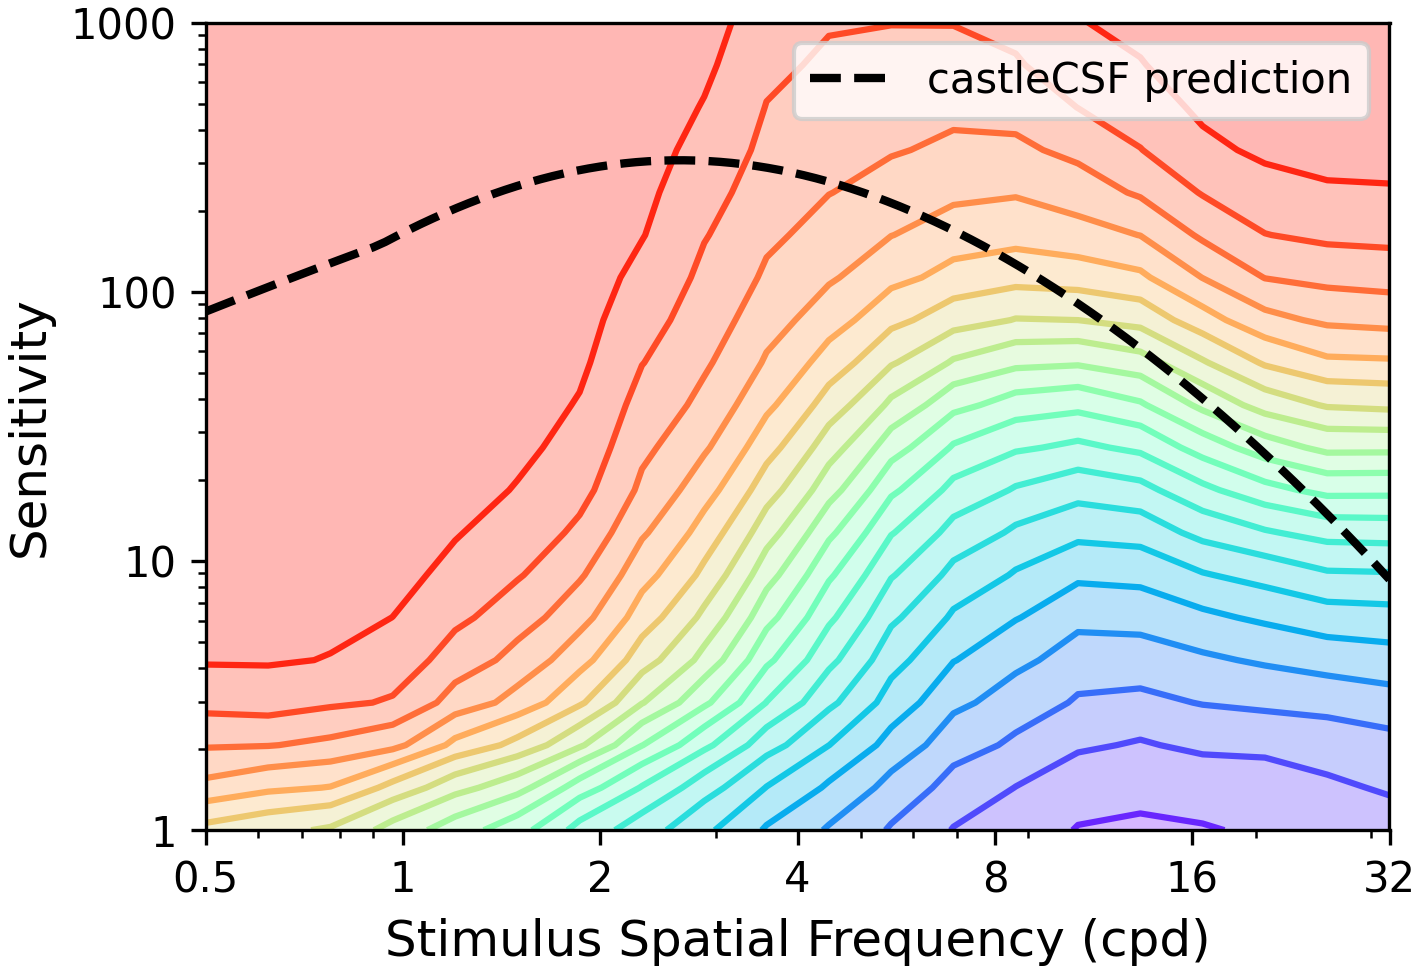 1000
100
10
1
Sensitivity
castleCSF prediction
0.5 1 2 4 8 16 32
Stimulus Spatial Frequency (cpd)